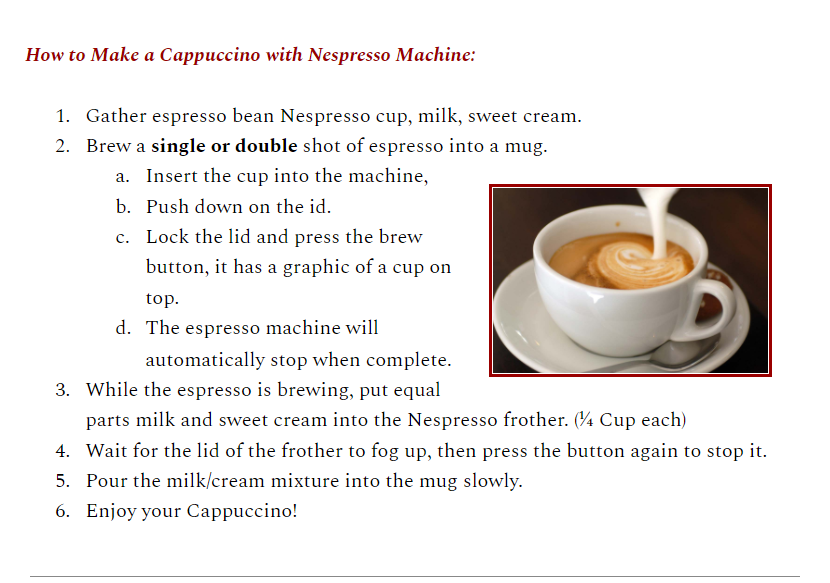 How to Make a Cappuccino with Nespresso Machine:
1. Gather espresso bean Nespresso cup, milk, sweet cream.
2. Brew a single or double shot of espresso into a mug.
a. Insert the cup into the machine,
b. Push down on the id.
c. Lock the lid and press the brew
button, it has a graphic of a cup on
top.
d. The espresso machine will
automatically stop when complete.
3. While the espresso is brewing, put equal
parts milk and sweet cream into the Nespresso frother. (¼ Cup each)
4. Wait for the lid of the frother to fog up, then press the button again to stop it.
5. Pour the milk/cream mixture into the mug slowly.
6. Enjoy your Cappuccino!